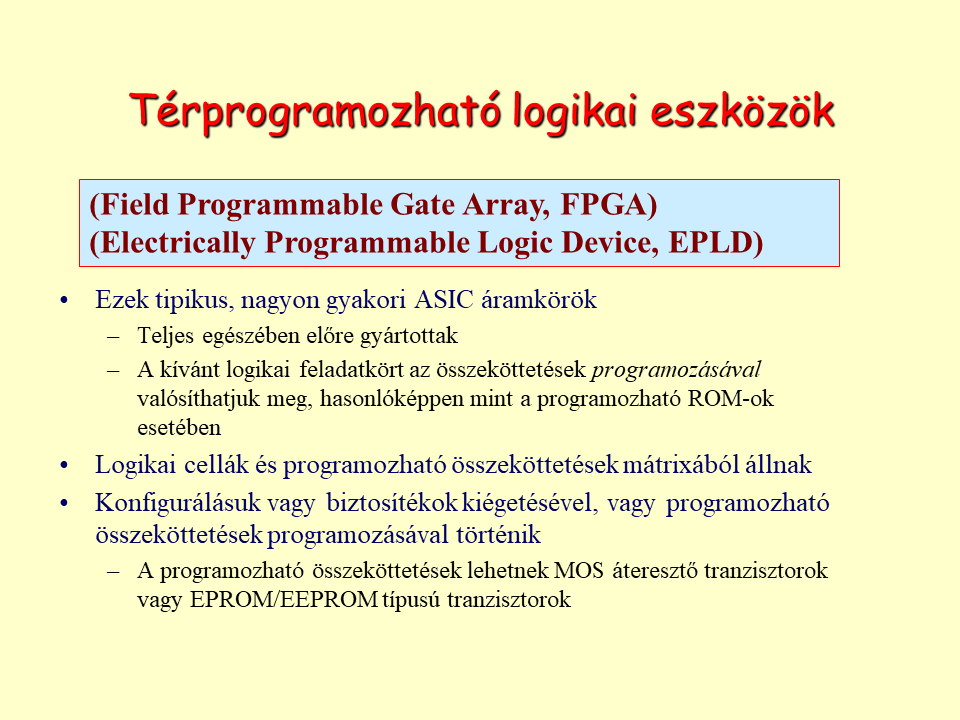 Térprogramozható logikai eszközök
(Field Programmable Gate Array, FPGA)
(Electrically Programmable Logic Device, EPLD)
• Ezek tipikus, nagyon gyakori ASIC áramkörök
– Teljes egészében előre gyártottak
– A kívánt logikai feladatkört az összeköttetések programozásával
valósíthatjuk meg, hasonlóképpen mint a programozható ROM-ok
esetében
• Logikai cellák és programozható összeköttetések mátrixából állnak
• Konfigurálásuk vagy biztosítékok kiégetésével, vagy programozható
összeköttetések programozásával történik
– A programozható összeköttetések lehetnek MOS áteresztő tranzisztorok
vagy EPROM/EEPROM típusú tranzisztorok